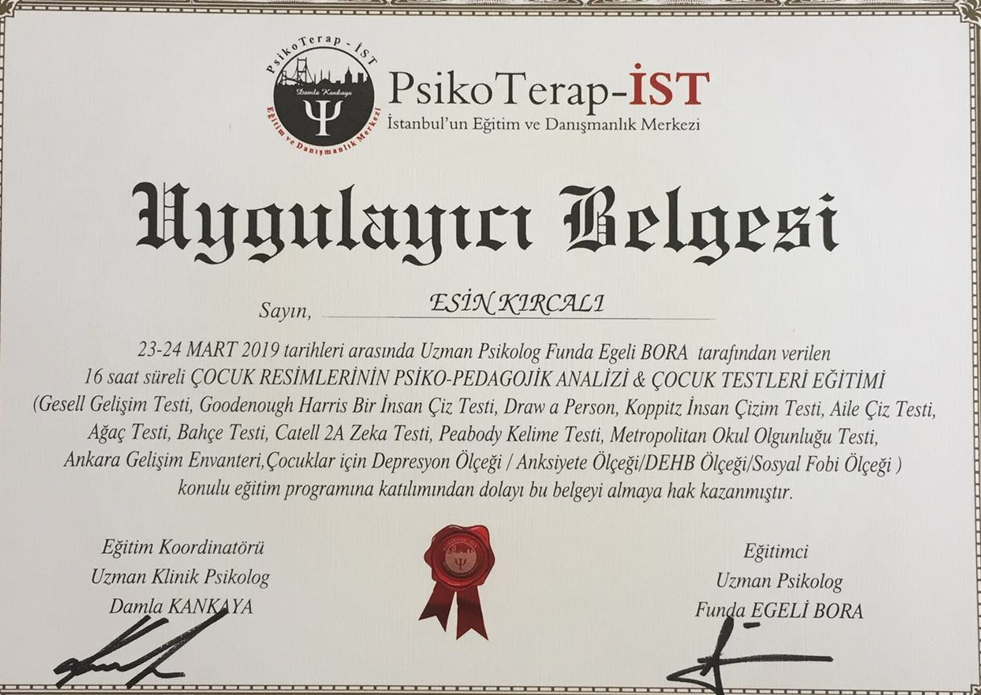 PsikoTerap - İST
Damla Kankaya
Eğitim ve Danışmanlık Merkezi
PsikoTerap-İST
İstanbul'un Eğitim ve Danışmanlık Merkezi
Uygulayıcı Belgesi
Sayın, ESİN KIRCALI
23-24 MART 2019 tarihleri arasında Uzman Psikolog Funda Egeli BORA tarafından verilen
16 saat süreli ÇOCUK RESİMLERİNİN PSİKO-PEDAGOJİK ANALİZİ & ÇOCUK TESTLERİ EĞİTİMİ
(Gesell Gelişim Testi, Goodenough Harris Bir İnsan Çiz Testi, Draw a Person, Koppitz İnsan Çizim Testi, Aile Çiz Testi,
Ağaç Testi, Bahçe Testi, Catell 2A Zeka Testi, Peabody Kelime Testi, Metropolitan Okul Olgunluğu Testi,
Ankara Gelişim Envanteri,Çocuklar için Depresyon Ölçeği / Anksiyete Ölçeği/DEHB Ölçeği/Sosyal Fobi Ölçeği )
konulu eğitim programına katılımından dolayı bu belgeyi almaya hak kazanmıştır.
Eğitim Koordinatörü
Uzman Klinik Psikolog
Damla KANKAYA
Eğitimci
Uzman Psikolog
Funda EGELİ BORA